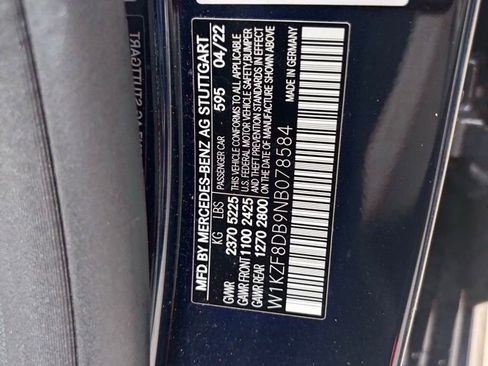 MFD BY MERCEDES-BENZ AG STUTTGART
KG LBS PASSENGER CAR 595 04/22
GVWR 2370 5225 THIS VEHICLE CONFORMS TO ALL APPLICABLE
GAWR FRONT 1100 2425 U.S. FEDERAL MOTOR VEHICLE SAFETY, BUMPER,
AND THEFT PREVENTION STANDARDS IN EFFECT
GAWR REAR 1270 2800 ON THE DATE OF MANUFACTURE SHOWN ABOVE
MADE IN GERMANY
W1KZF8DB9NB078584